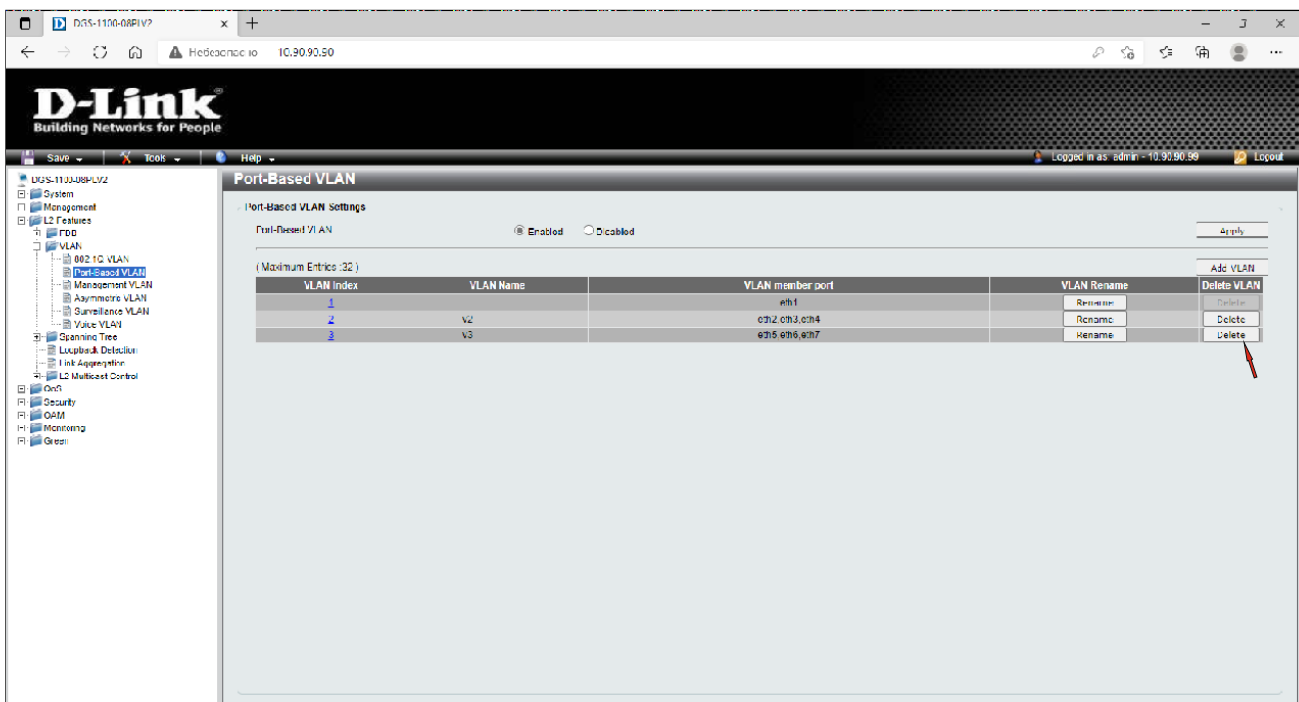 DGS-1100-08PLV2
Небезопасно 10.90.90.90
D-Link
Building Networks for People
Save Tools Help Logged in as: admin - 10.90.90.99 Logout
DGS-1100-08PLV2
System
Management
L2 Features
FDB
VLAN
802.1Q VLAN
Port-Based VLAN
Management VLAN
Asymmetric VLAN
Surveillance VLAN
Voice VLAN
Spanning Tree
Loopback Detection
Link Aggregation
L2 Multicast Control
QoS
Security
OAM
Monitoring
Green
Port-Based VLAN
Port-Based VLAN Settings
Port-Based VLAN Enabled Disabled Apply
( Maximum Entries :32 ) Add VLAN
VLAN Index VLAN Name VLAN member port VLAN Rename Delete VLAN
1 eth1 Rename Delete
2 v2 eth2,eth3,eth4 Rename Delete
3 v3 eth5,eth6,eth7 Rename Delete